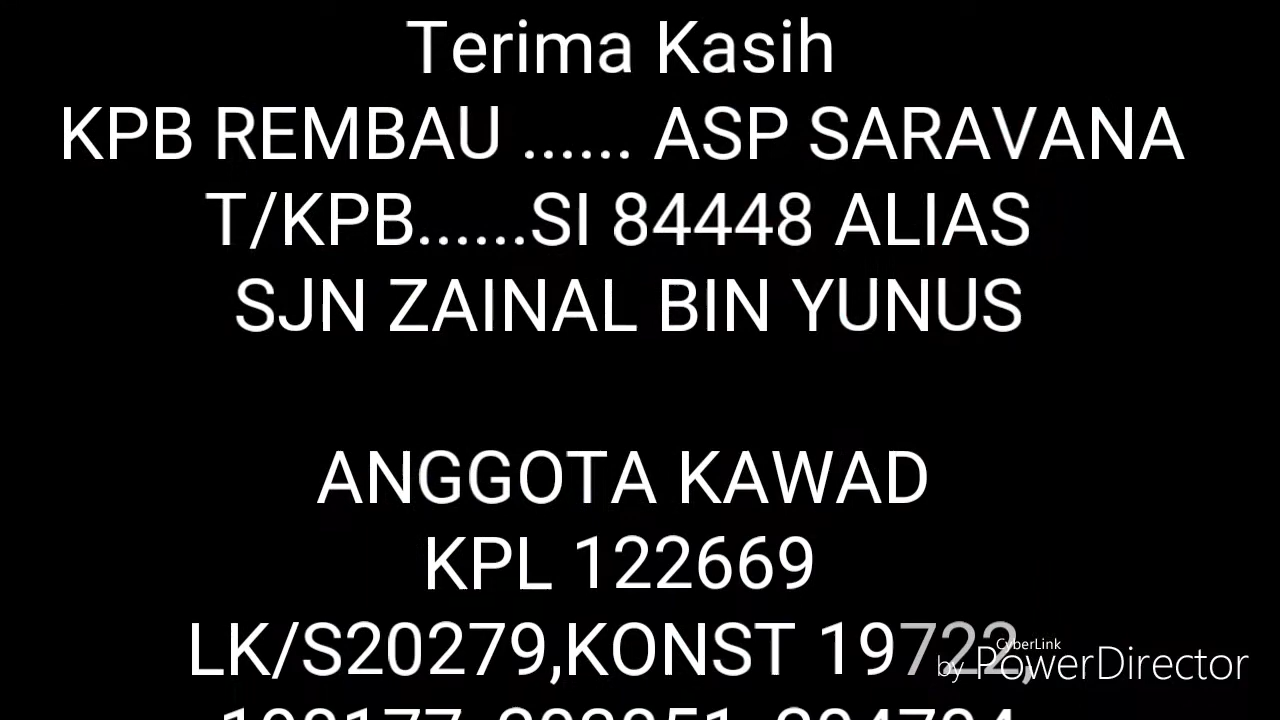 Terima Kasih
KPB REMBAU ...... ASP SARAVANA
T/KPB......SI 84448 ALIAS
SJN ZAINAL BIN YUNUS
ANGGOTA KAWAD
KPL 122669
LK/S20279,KONST 19722,
CyberLink
by PowerDirector